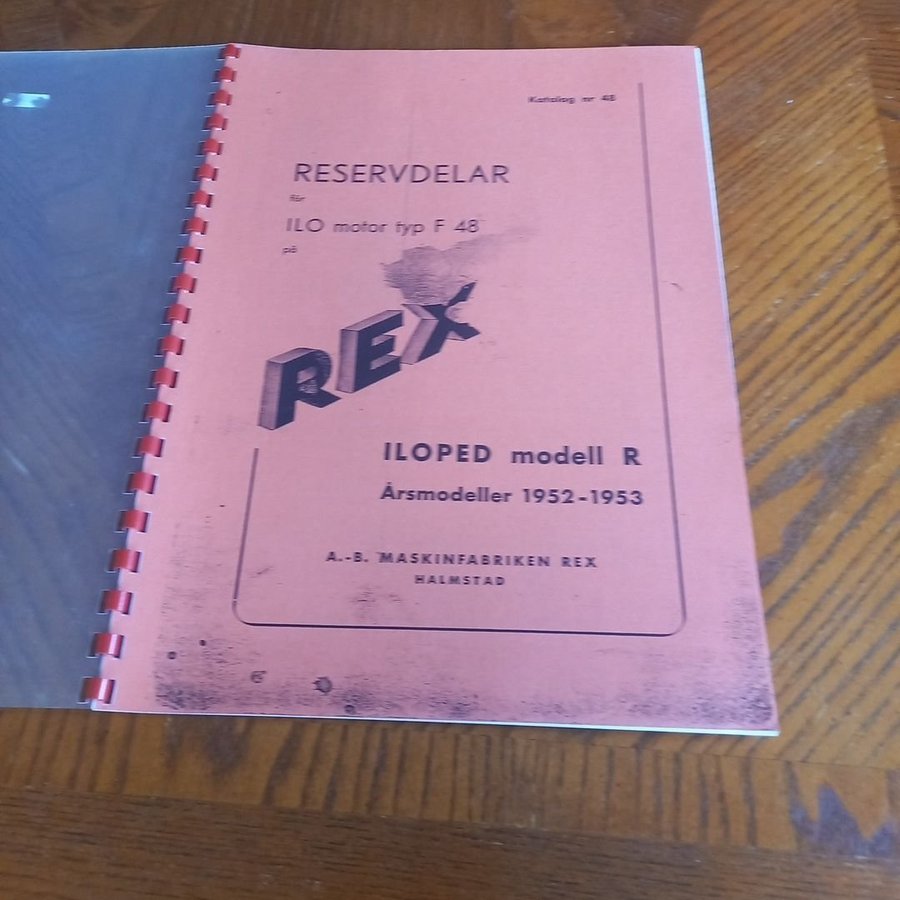 Katalog nr 48
RESERVDELAR
för
ILO motor typ F 48
på
REX
ILOPED modell R
Årsmodeller 1952-1953
A.-B. MASKINFABRIKEN REX
HALMSTAD